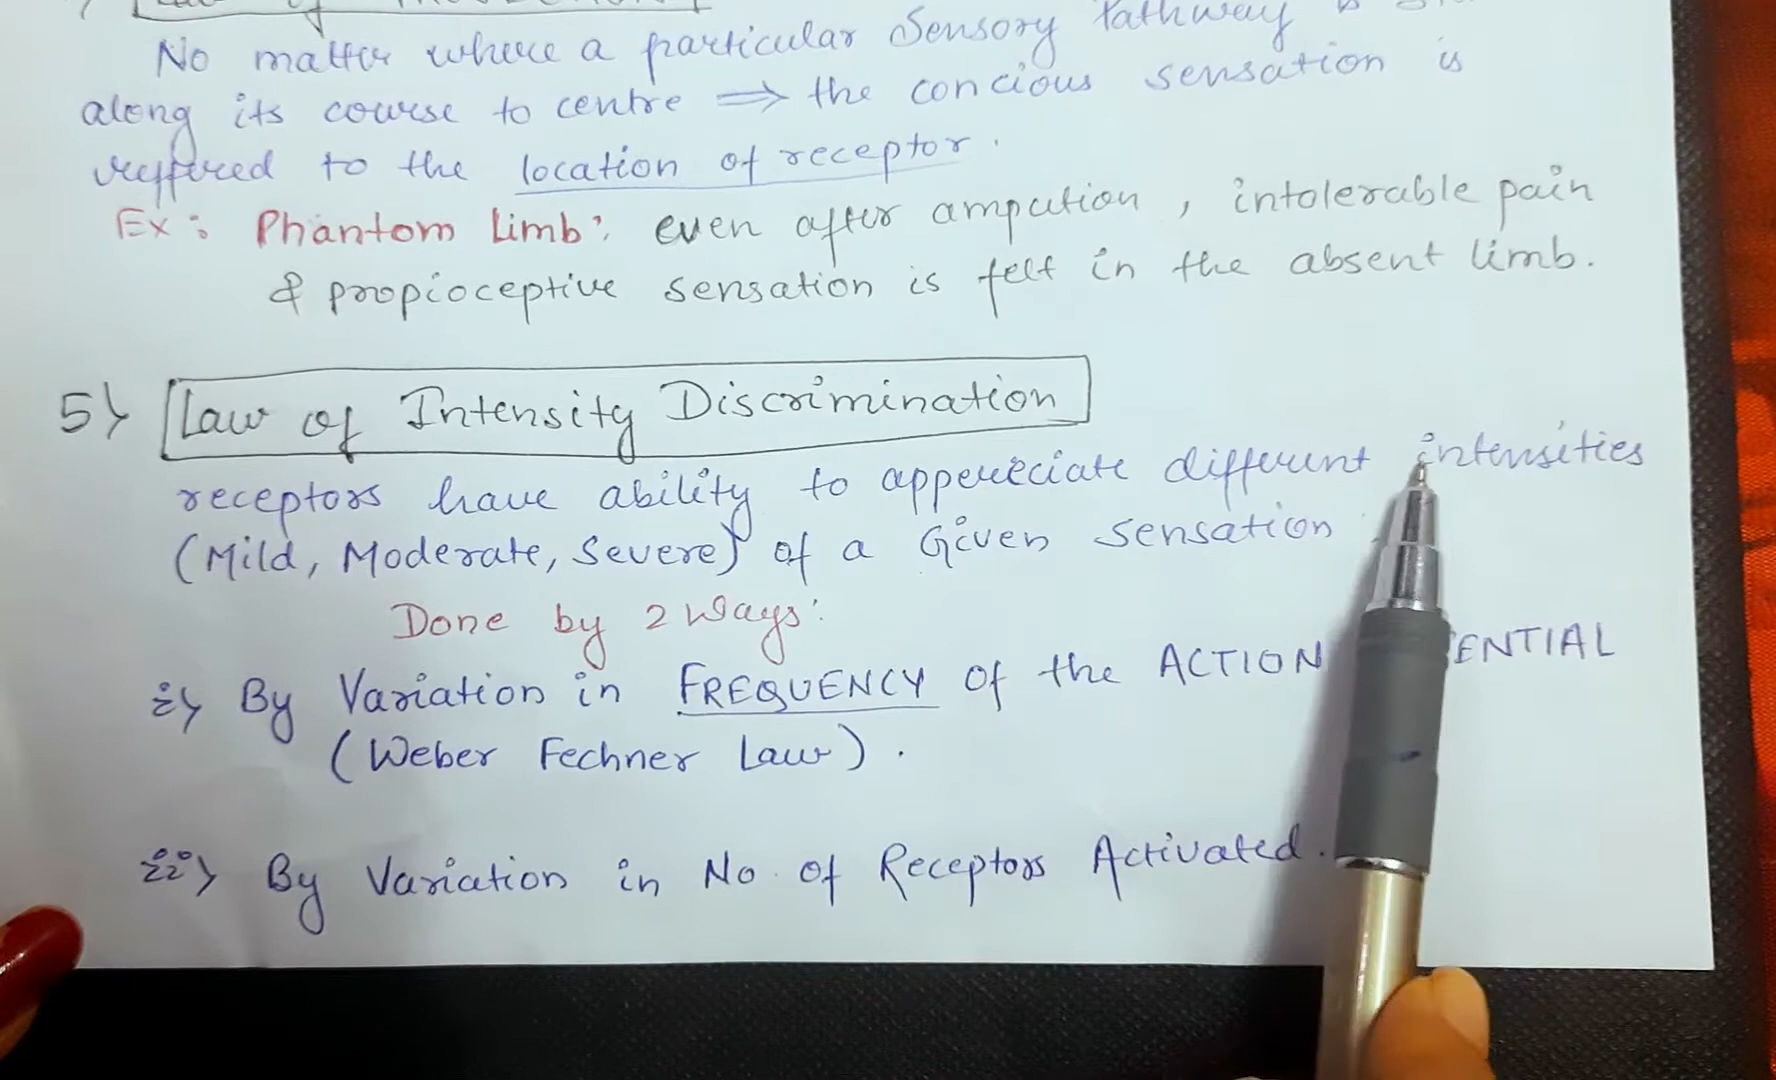 No matter where a particular Sensory Pathway is
along its course to centre ⇒ the concious sensation is
reffered to the location of receptor.
Ex: Phantom Limb: even after ampution, intolerable pain
& propioceptive sensation is felt in the absent limb.
5) Law of Intensity Discrimination
receptors have ability to appereciate different intensities
(Mild, Moderate, Severe) of a Given Sensation
Done by 2 Ways:
i) By Variation in FREQUENCY of the ACTION ENTIAL
(Weber Fechner Law).
ii) By Variation in No. of Receptors Activated.